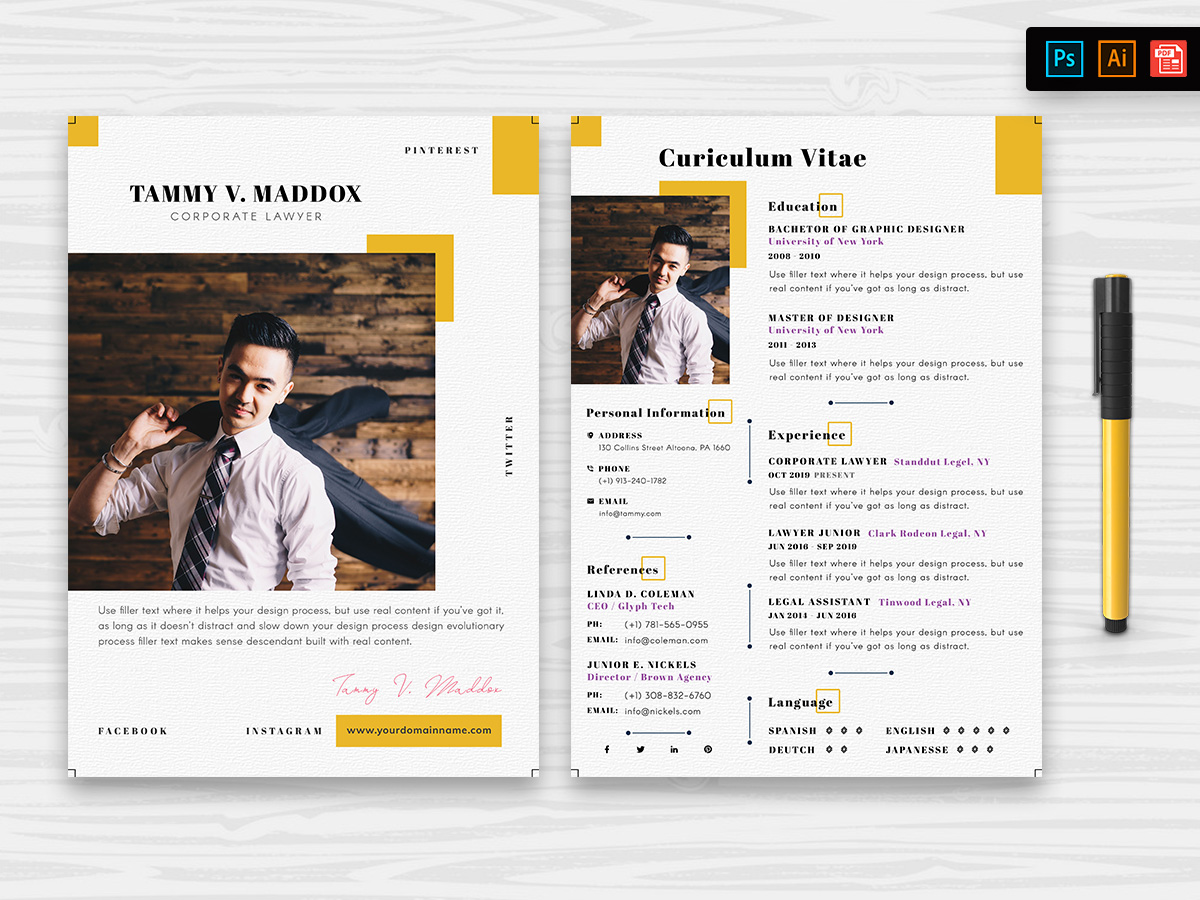 Ps Ai PDF
PINTEREST
TAMMY V. MADDOX
CORPORATE LAWYER
TWITTER
Use filler text where it helps your design process, but use real content if you've got it,
as long as it doesn't distract and slow down your design process design evolutionary
process filler text makes sense descendant built with real content.
Tammy V. Maddox
FACEBOOK
INSTAGRAM
www.yourdomainname.com
Curiculum Vitae
Personal Information
ADDRESS
130 Collins Street Altoona, PA 1660
PHONE
(+1) 913-240-1782
EMAIL
info@tammy.com
References
LINDA D. COLEMAN
CEO / Glyph Tech
PH: (+1) 781-565-0955
EMAIL: info@coleman.com
JUNIOR E. NICKELS
Director / Brown Agency
PH: (+1) 308-832-6760
EMAIL: info@nickels.com
Education
BACHETOR OF GRAPHIC DESIGNER
University of New York
2008 - 2010
Use filler text where it helps your design process, but use
real content if you've got as long as distract.
MASTER OF DESIGNER
University of New York
2011 - 2013
Use filler text where it helps your design process, but use
real content if you've got as long as distract.
Experience
CORPORATE LAWYER Standdut Legel, NY
OCT 2019 PRESENT
Use filler text where it helps your design process, but use
real content if you've got as long as distract.
LAWYER JUNIOR Clark Rodeon Legal, NY
JUN 2016 - SEP 2019
Use filler text where it helps your design process, but use
real content if you've got as long as distract.
LEGAL ASSISTANT Tinwood Legal, NY
JAN 2014 - JUN 2016
Use filler text where it helps your design process, but use
real content if you've got as long as distract.
Language
SPANISH
ENGLISH
DEUTCH
JAPANESSE